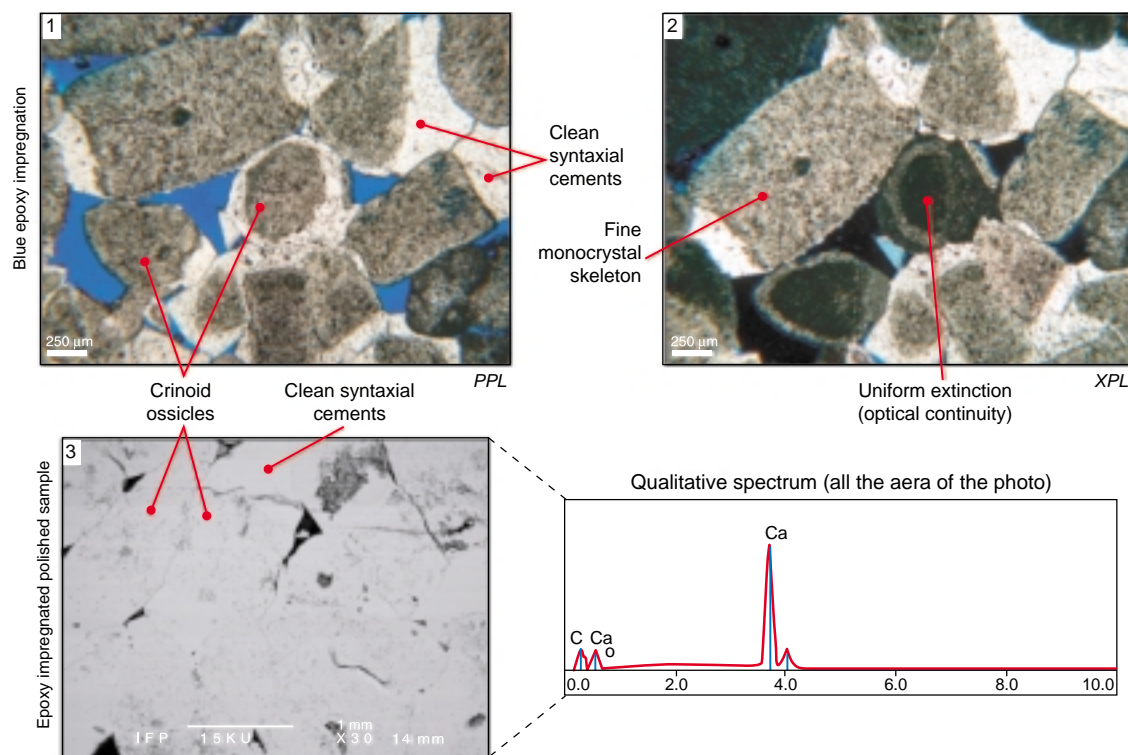 1
Blue epoxy impregnation
250 µm
PPL
Clean
syntaxial
cements
Fine
monocrystal
skeleton
2
250 µm
XPL
Crinoid
ossicles
Clean syntaxial
cements
Uniform extinction
(optical continuity)
3
Epoxy impregnated polished sample
IFP
15KU
1 mm
X30
14 mm
Qualitative spectrum (all the aera of the photo)
Ca
C
Ca
o
0.0 2.0 4.0 6.0 8.0 10.0